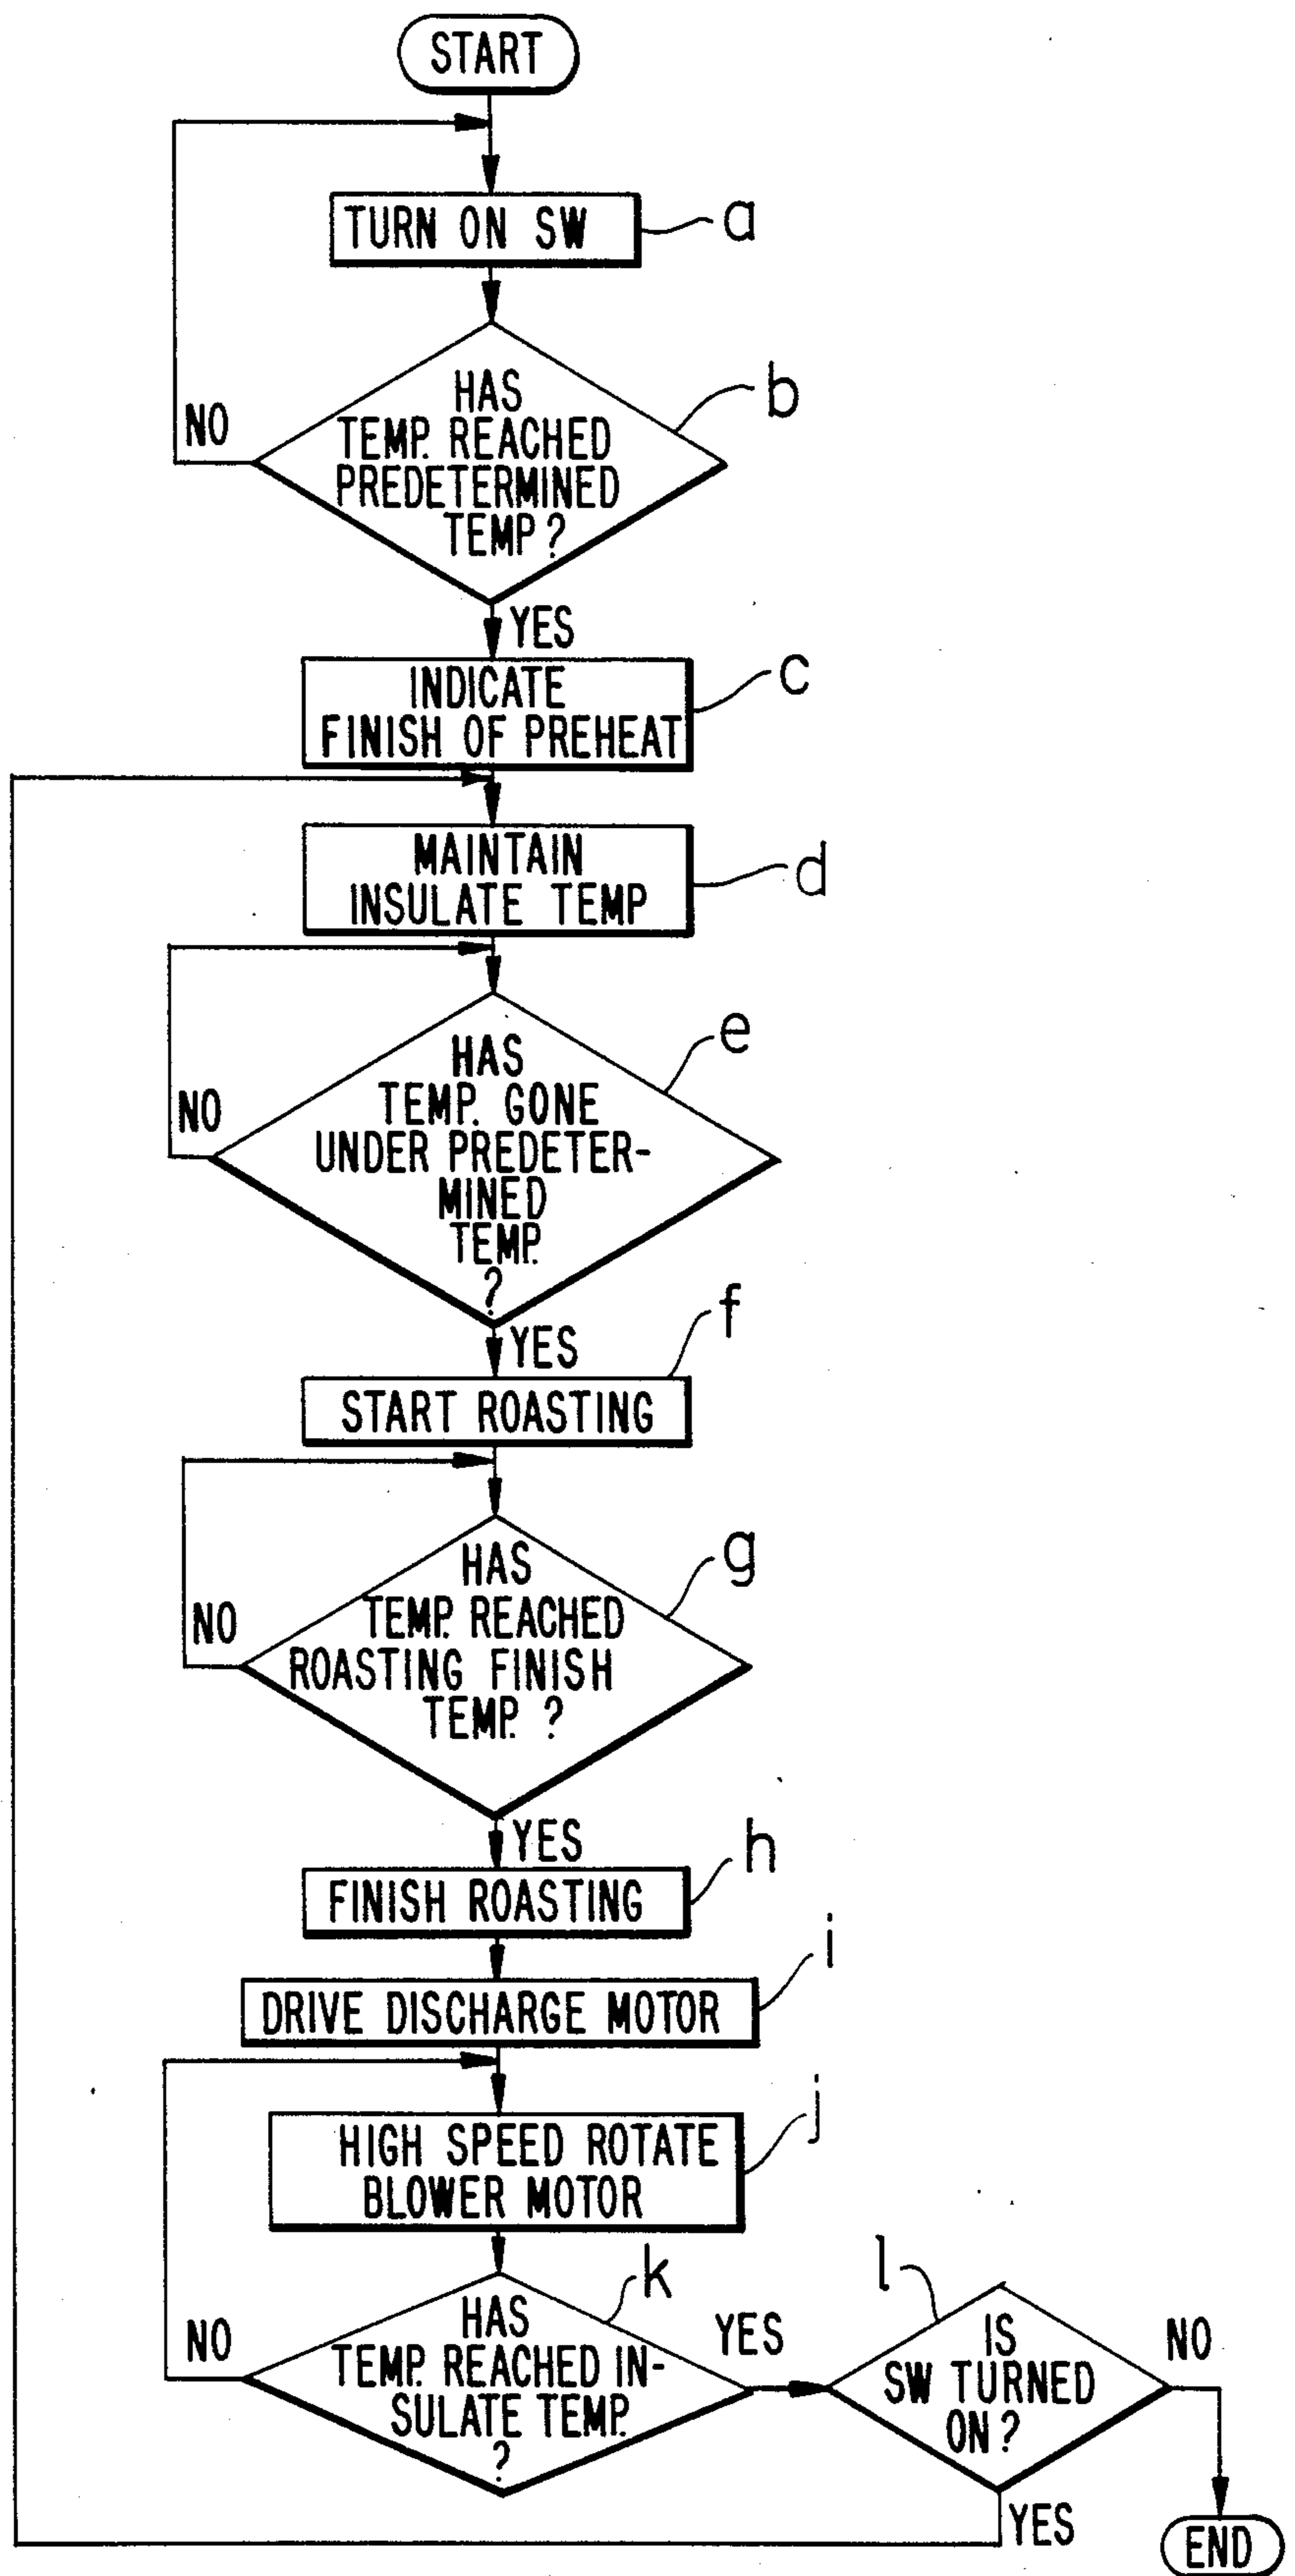 START
TURN ON SW
a
HAS
TEMP. REACHED
PREDETERMINED
TEMP?
b
NO
YES
INDICATE
FINISH OF PREHEAT
c
MAINTAIN
INSULATE TEMP
d
HAS
TEMP. GONE
UNDER PREDETER-
MINED
TEMP.
?
e
NO
YES
f
START ROASTING
HAS
TEMP. REACHED
ROASTING FINISH
TEMP. ?
g
NO
YES
FINISH ROASTING
h
DRIVE DISCHARGE MOTOR
i
HIGH SPEED ROTATE
BLOWER MOTOR
j
HAS
TEMP. REACHED IN-
SULATE TEMP.
?
k
NO
YES
l
IS
SW TURNED
ON?
NO
YES
END